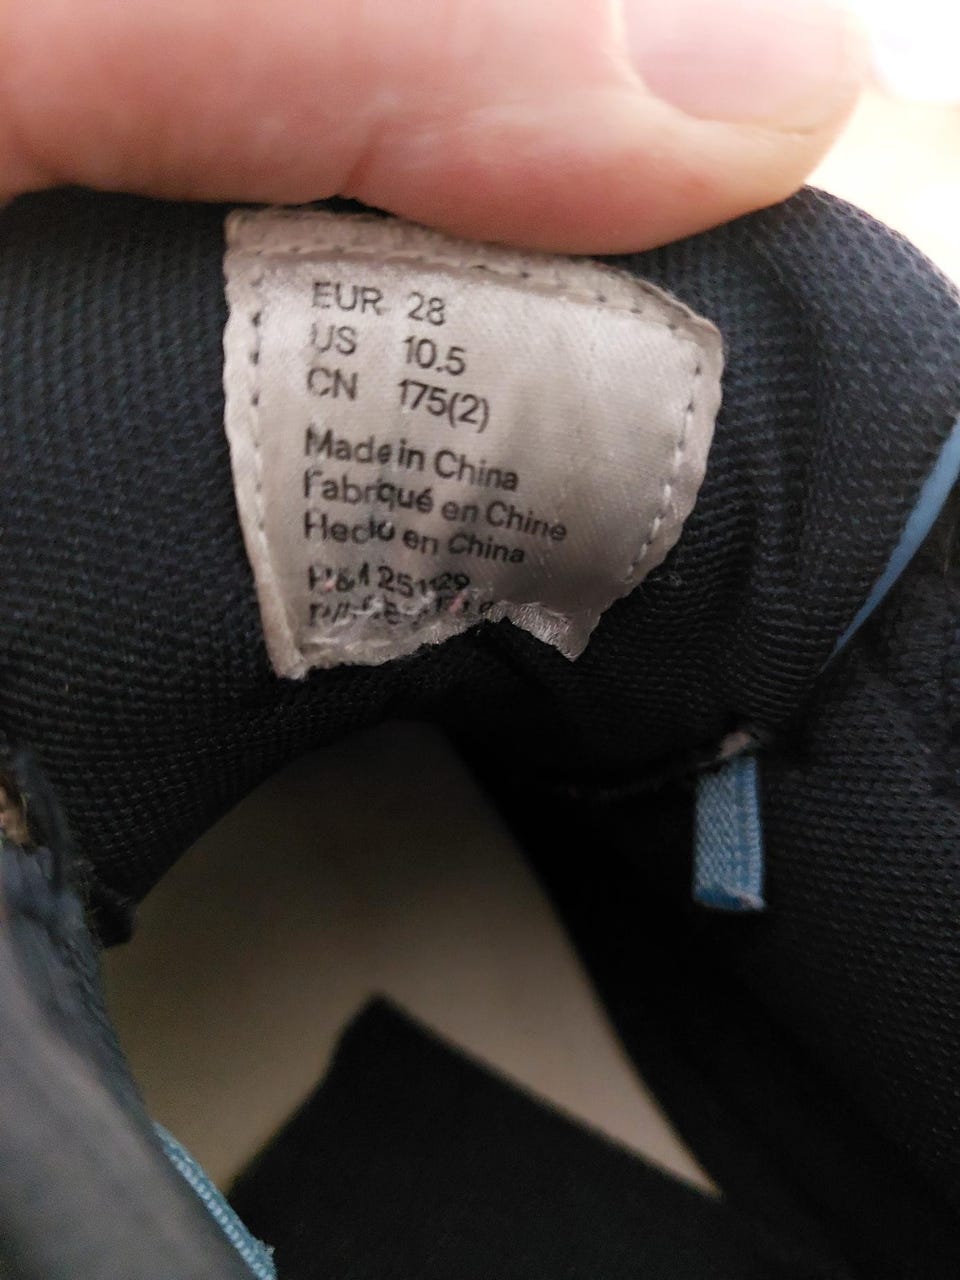 EUR 28
US 10.5
CN 175(2)
Made in China
Fabriqué en Chine
Hecho en China